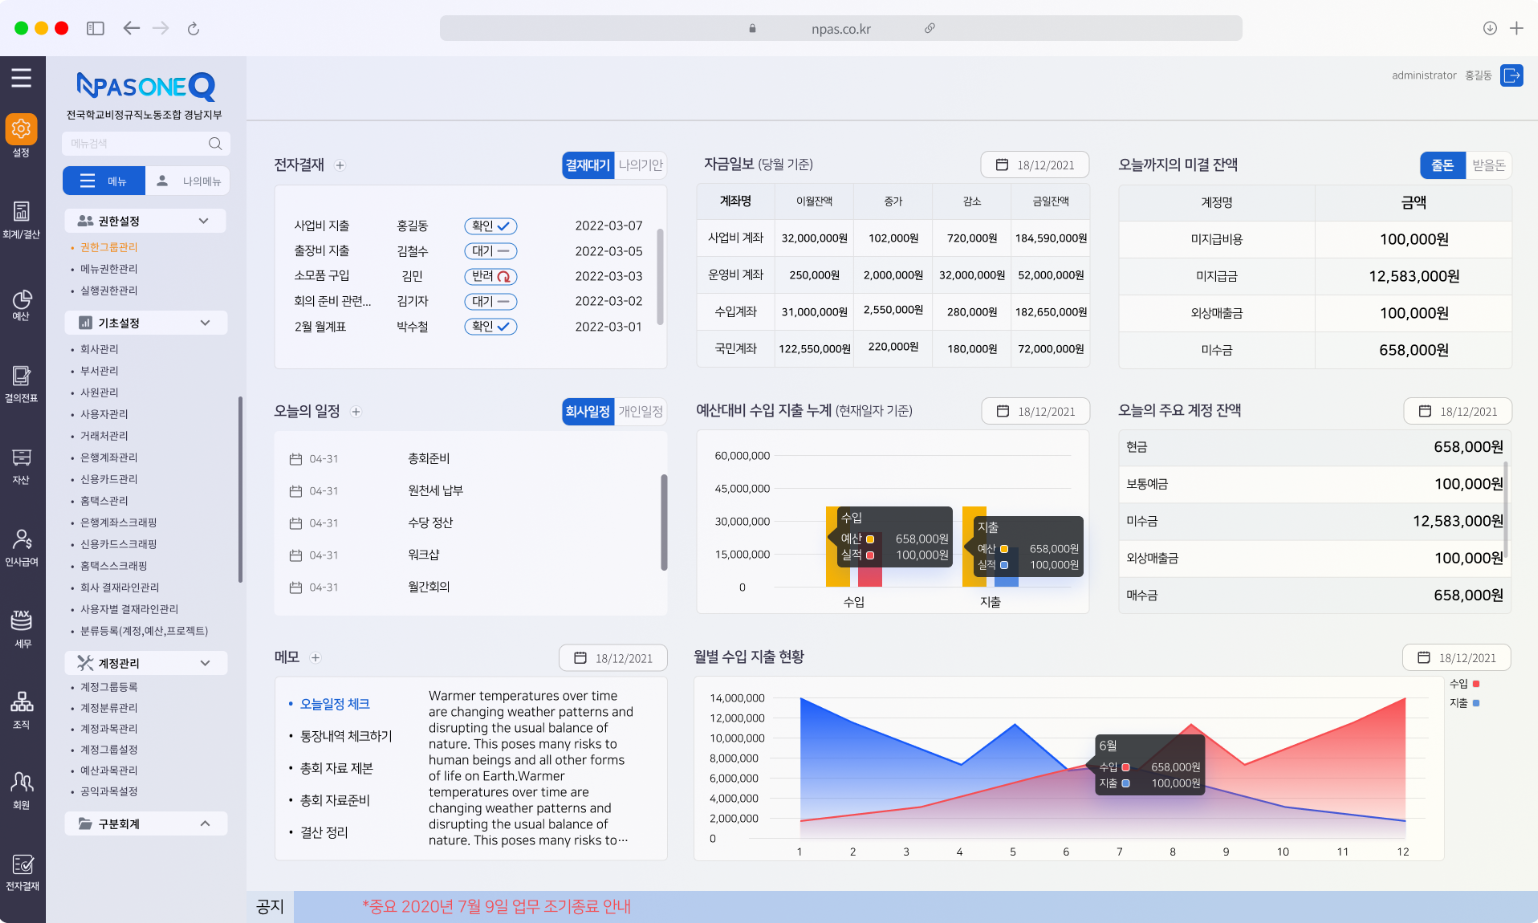 npas.co.kr
administrator 홍길동
NPAS ONE Q
전국학교비정규직노동조합 경남지부
메뉴검색
메뉴 나의메뉴
설정
회계/결산
예산
결의전표
자산
인사급여
TAX
세무
조직
회원
전자결재
권한설정
• 권한그룹관리
• 메뉴권한관리
• 실행권한관리
기초설정
• 회사관리
• 부서관리
• 사원관리
• 사용자관리
• 거래처관리
• 은행계좌관리
• 신용카드관리
• 홈택스관리
• 은행계좌스크래핑
• 신용카드스크래핑
• 홈택스스크래핑
• 회사 결재라인관리
• 사용자별 결재라인관리
• 분류등록(계정,예산,프로젝트)
계정관리
• 계정그룹등록
• 계정분류관리
• 계정과목관리
• 계정그룹설정
• 예산과목관리
• 공익과목설정
구분회계
전자결재 + 결재대기 나의기안
사업비 지출 홍길동 확인 2022-03-07
출장비 지출 김철수 대기 2022-03-05
소모품 구입 김민 반려 2022-03-03
회의 준비 관련... 김기자 대기 2022-03-02
2월 월계표 박수철 확인 2022-03-01
자금일보 (당월 기준) 18/12/2021
계좌명 이월잔액 증가 감소 금일잔액
사업비 계좌 32,000,000원 102,000원 720,000원 184,590,000원
운영비 계좌 250,000원 2,000,000원 32,000,000원 52,000,000원
수입계좌 31,000,000원 2,550,000원 280,000원 182,650,000원
국민계좌 122,550,000원 220,000원 180,000원 72,000,000원
오늘까지의 미결 잔액 줄돈 받을돈
계정명 금액
미지급비용 100,000원
미지급금 12,583,000원
외상매출금 100,000원
미수금 658,000원
오늘의 일정 + 회사일정 개인일정
04-31 총회준비
04-31 원천세 납부
04-31 수당 정산
04-31 워크샵
04-31 월간회의
예산대비 수입 지출 누계 (현재일자 기준) 18/12/2021
60,000,000
45,000,000
30,000,000
15,000,000
0
수입
예산 658,000원
실적 100,000원
지출
예산 658,000원
실적 100,000원
수입 지출
오늘의 주요 계정 잔액 18/12/2021
현금 658,000원
보통예금 100,000원
미수금 12,583,000원
외상매출금 100,000원
매수금 658,000원
메모 + 18/12/2021
• 오늘일정 체크
• 통장내역 체크하기
• 총회 자료 제본
• 총회 자료준비
• 결산 정리
Warmer temperatures over time
are changing weather patterns and
disrupting the usual balance of
nature. This poses many risks to
human beings and all other forms
of life on Earth.Warmer
temperatures over time are
changing weather patterns and
disrupting the usual balance of
nature. This poses many risks to···
월별 수입 지출 현황 18/12/2021
수입
지출
14,000,000
12,000,000
10,000,000
8,000,000
6,000,000
4,000,000
2,000,000
0
6월
수입 658,000원
지출 100,000원
1 2 3 4 5 6 7 8 9 10 11 12
공지 *중요 2020년 7월 9일 업무 조기종료 안내